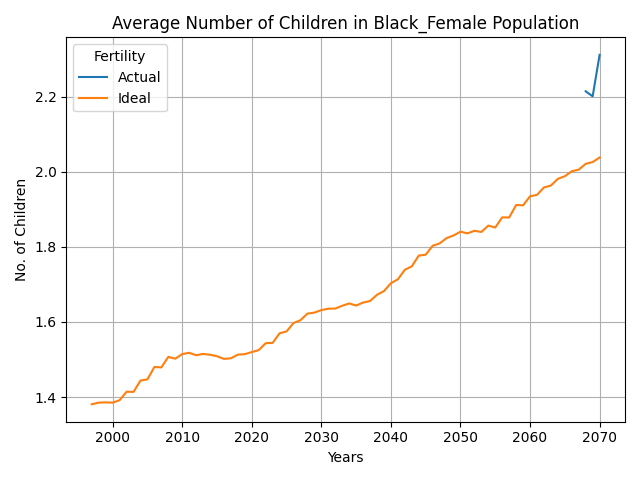 Average Number of Children in Black_Female Population
Fertility
Actual
Ideal
No. of Children
2.2
2.0
1.8
1.6
1.4
2000 2010 2020 2030 2040 2050 2060 2070
Years